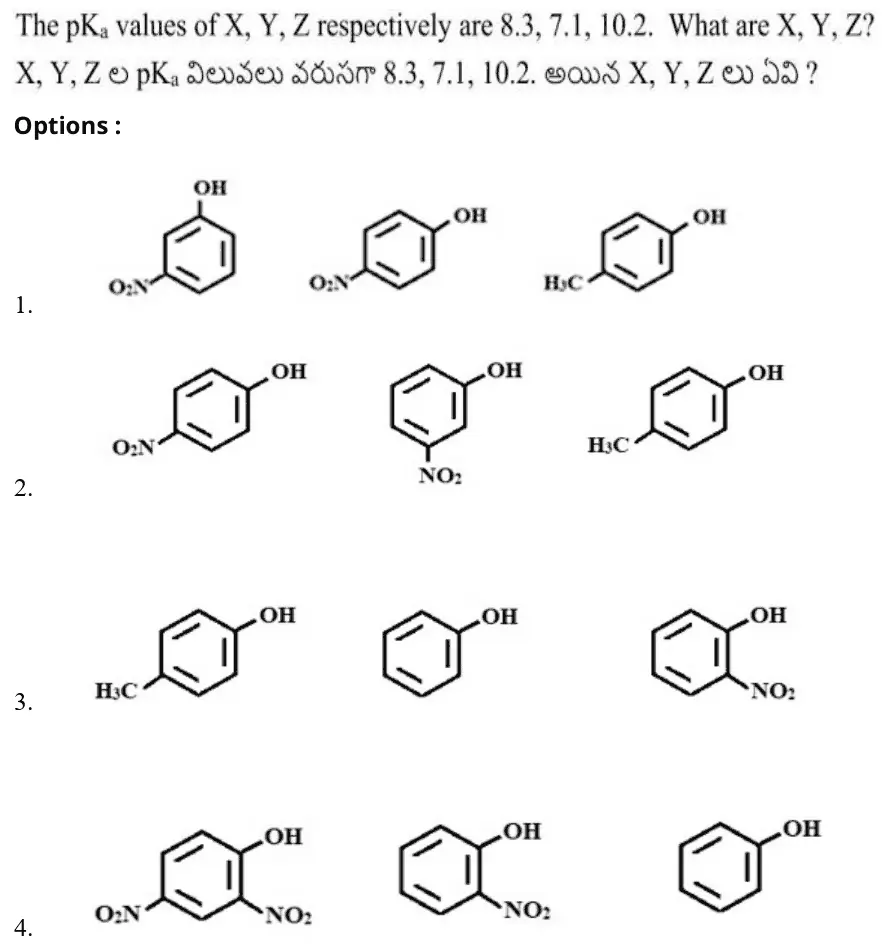 The pKₐ values of X, Y, Z respectively are 8.3, 7.1, 10.2. What are X, Y, Z?
X, Y, Z ల pKₐ విలువలు వరుసగా 8.3, 7.1, 10.2. అయిన X, Y, Z లు ఏవి ?
Options :
OH OH OH
O₂N O₂N H₃C
1.
OH OH OH
O₂N NO₂ H₃C
2.
OH OH OH
H₃C NO₂
3.
OH OH OH
O₂N NO₂ NO₂
4.